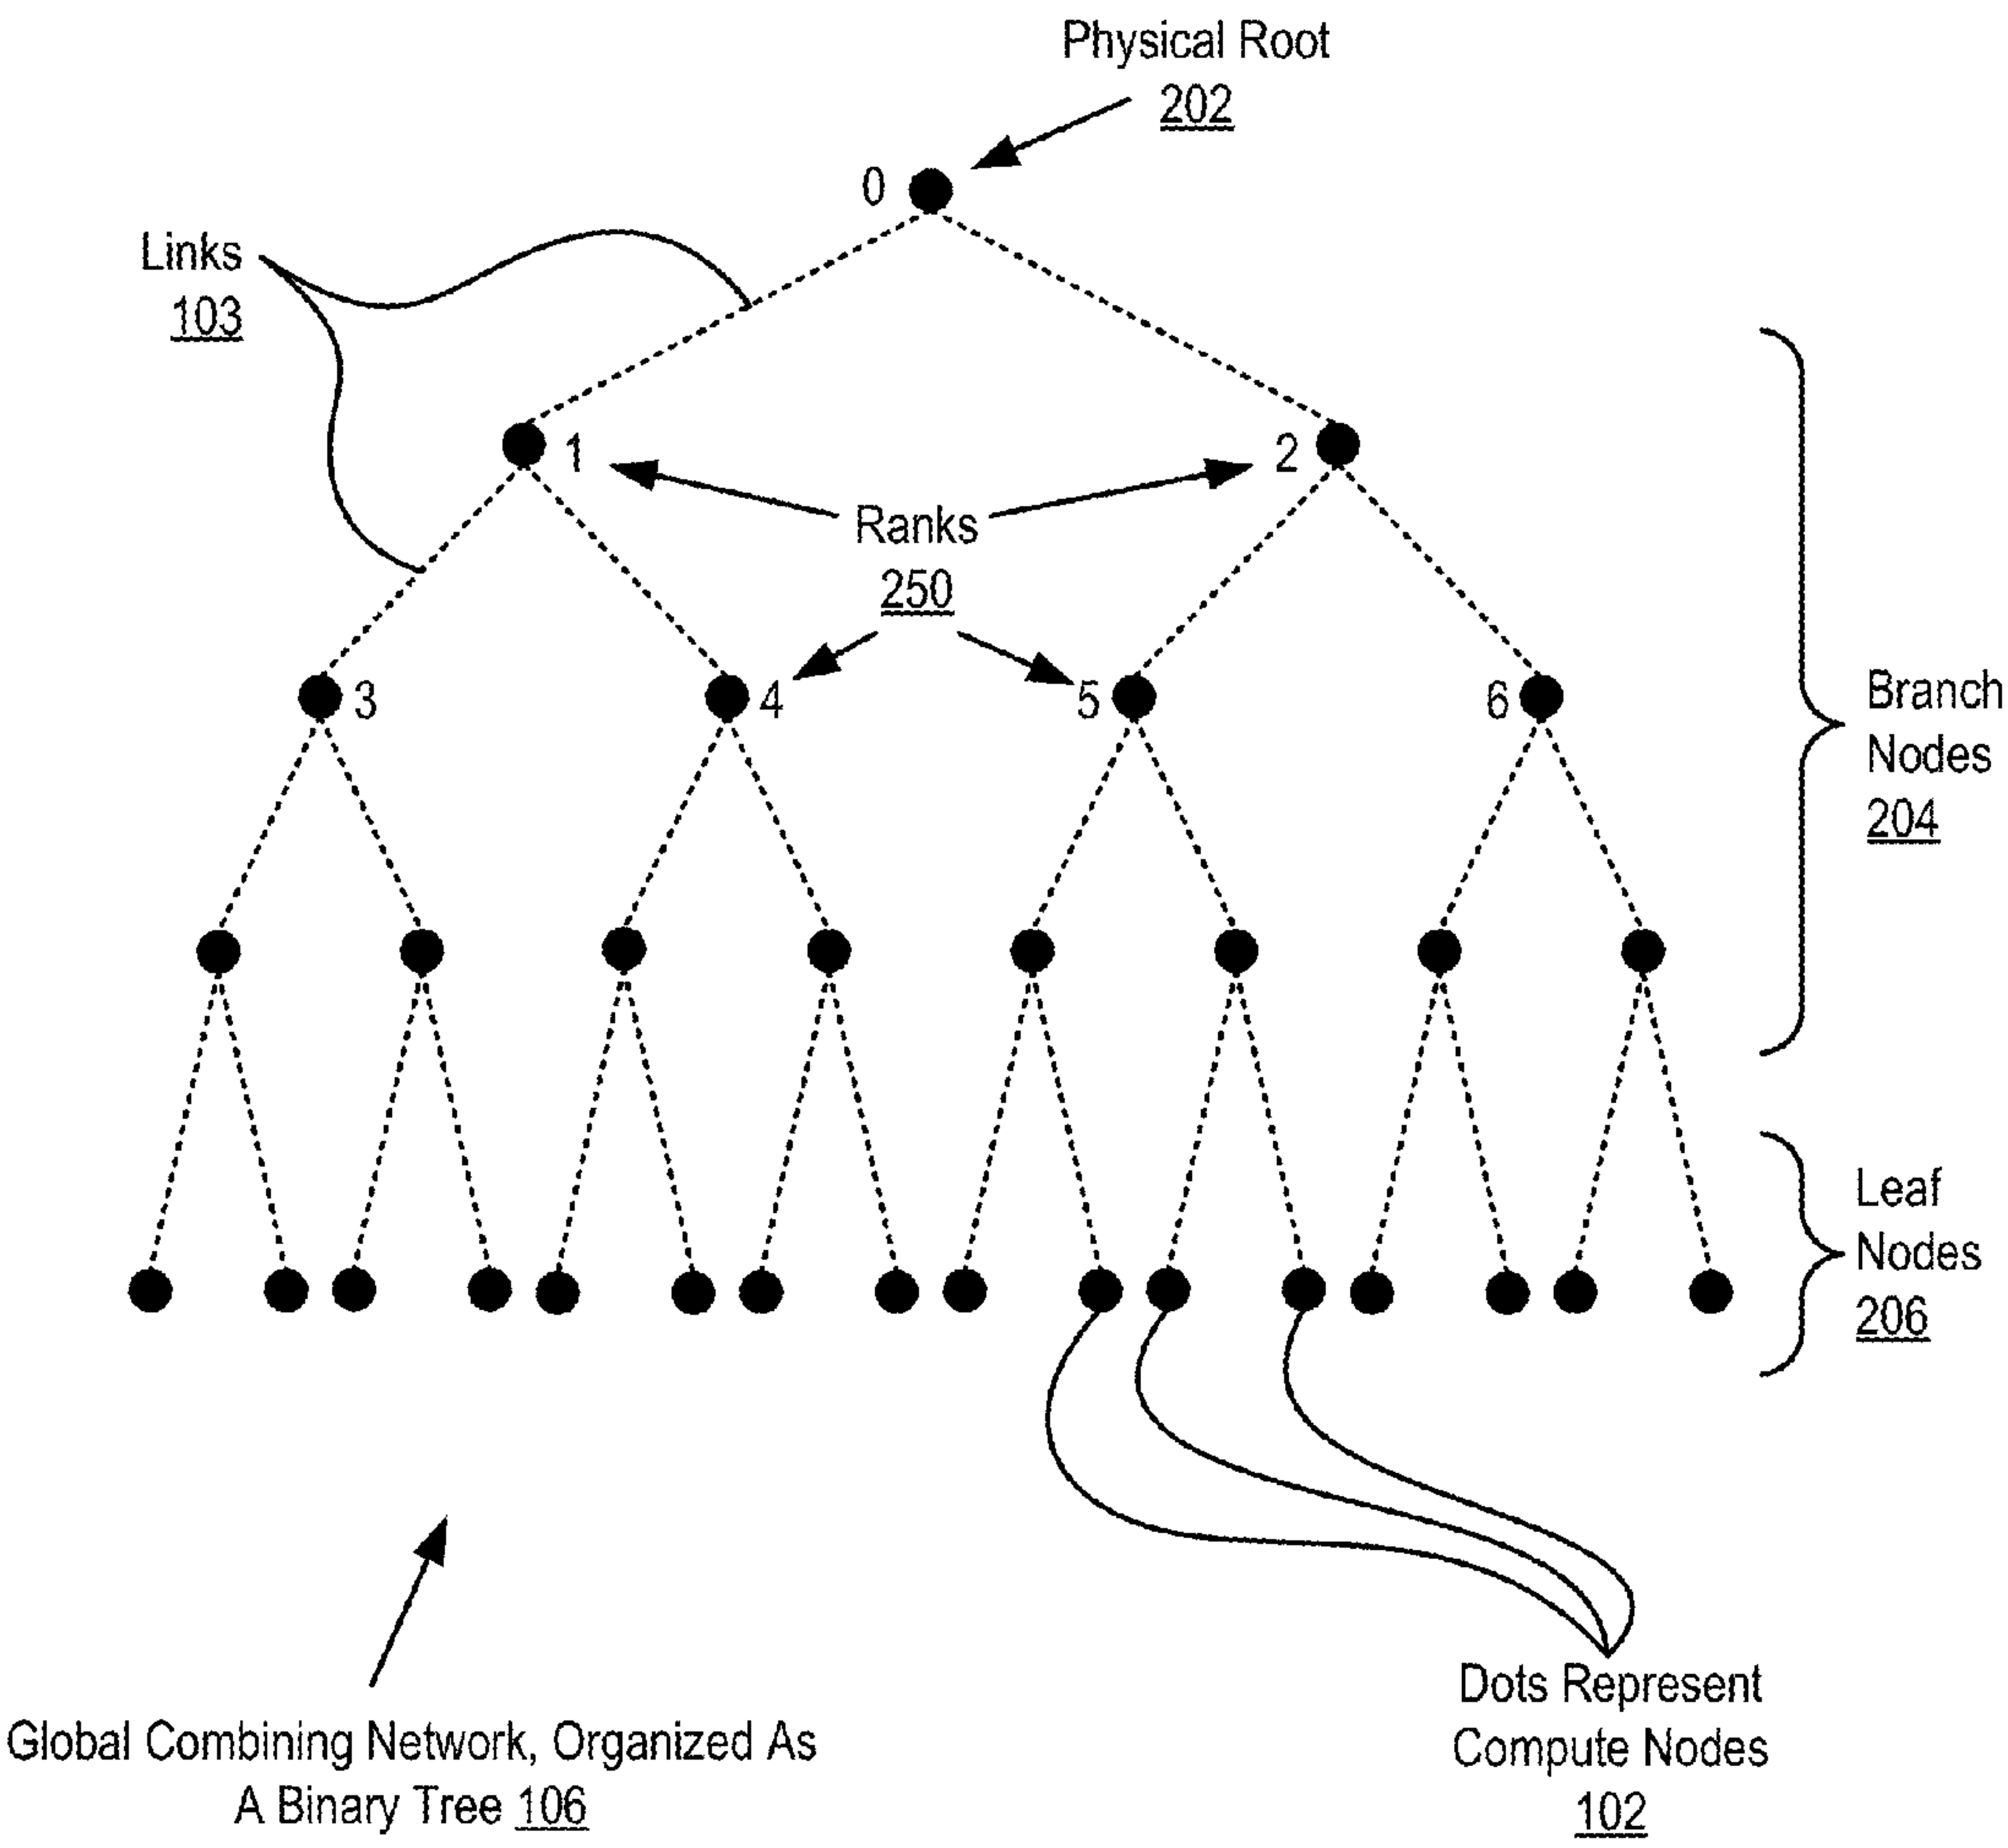 Physical Root
202
0
Links
103
1
2
Ranks
250
3
4
5
6
Branch
Nodes
204
Leaf
Nodes
206
Dots Represent
Compute Nodes
102
Global Combining Network, Organized As
A Binary Tree 106